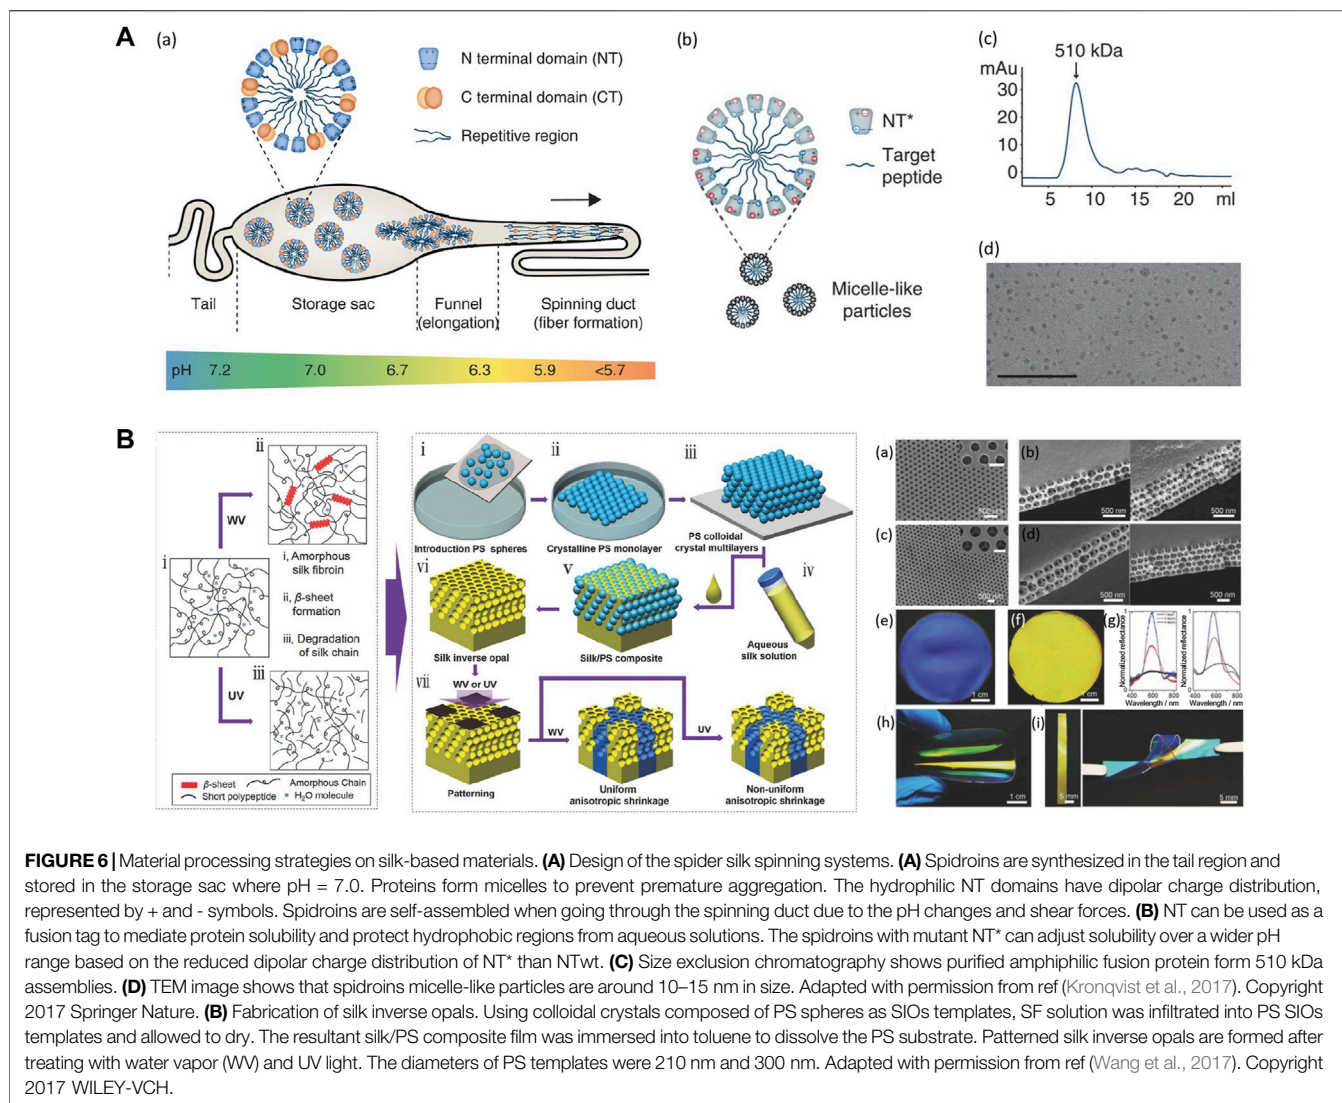 A
(a)
N terminal domain (NT)
C terminal domain (CT)
Repetitive region
Tail
Storage sac
Funnel
(elongation)
Spinning duct
(fiber formation)
pH 7.2 7.0 6.7 6.3 5.9 <5.7
(b)
NT*
Target
peptide
Micelle-like
particles
(c)
510 kDa
mAu
30
20
10
0
5 10 15 20 ml
(d)
B
i
ii
WV
i, Amorphous
silk fibroin
ii, β-sheet
formation
iii, Degradation
of silk chain
UV
iii
β-sheet
Amorphous Chain
Short polypeptide
H2O molecule
i
Introduction PS spheres
ii
Crystalline PS monolayer
iii
PS colloidal
crystal multilayers
iv
Aqueous
silk solution
v
Silk/PS composite
vi
Silk inverse opal
vii
WV or UV
Patterning
WV
Uniform
anisotropic shrinkage
UV
Non-uniform
anisotropic shrinkage
(a)
500 nm
(b)
500 nm
500 nm
(c)
500 nm
(d)
500 nm
500 nm
(e)
1 cm
(f)
1 cm
(g)
Normalized reflectance
400 600 800
Wavelength / nm
Normalized reflectance
400 600 800
Wavelength / nm
(h)
1 cm
(i)
5 mm
5 mm
FIGURE 6 | Material processing strategies on silk-based materials. (A) Design of the spider silk spinning systems. (A) Spidroins are synthesized in the tail region and
stored in the storage sac where pH = 7.0. Proteins form micelles to prevent premature aggregation. The hydrophilic NT domains have dipolar charge distribution,
represented by + and - symbols. Spidroins are self-assembled when going through the spinning duct due to the pH changes and shear forces. (B) NT can be used as a
fusion tag to mediate protein solubility and protect hydrophobic regions from aqueous solutions. The spidroins with mutant NT* can adjust solubility over a wider pH
range based on the reduced dipolar charge distribution of NT* than NTwt. (C) Size exclusion chromatography shows purified amphiphilic fusion protein form 510 kDa
assemblies. (D) TEM image shows that spidroins micelle-like particles are around 10–15 nm in size. Adapted with permission from ref (Kronqvist et al., 2017). Copyright
2017 Springer Nature. (B) Fabrication of silk inverse opals. Using colloidal crystals composed of PS spheres as SIOs templates, SF solution was infiltrated into PS SIOs
templates and allowed to dry. The resultant silk/PS composite film was immersed into toluene to dissolve the PS substrate. Patterned silk inverse opals are formed after
treating with water vapor (WV) and UV light. The diameters of PS templates were 210 nm and 300 nm. Adapted with permission from ref (Wang et al., 2017). Copyright
2017 WILEY-VCH.